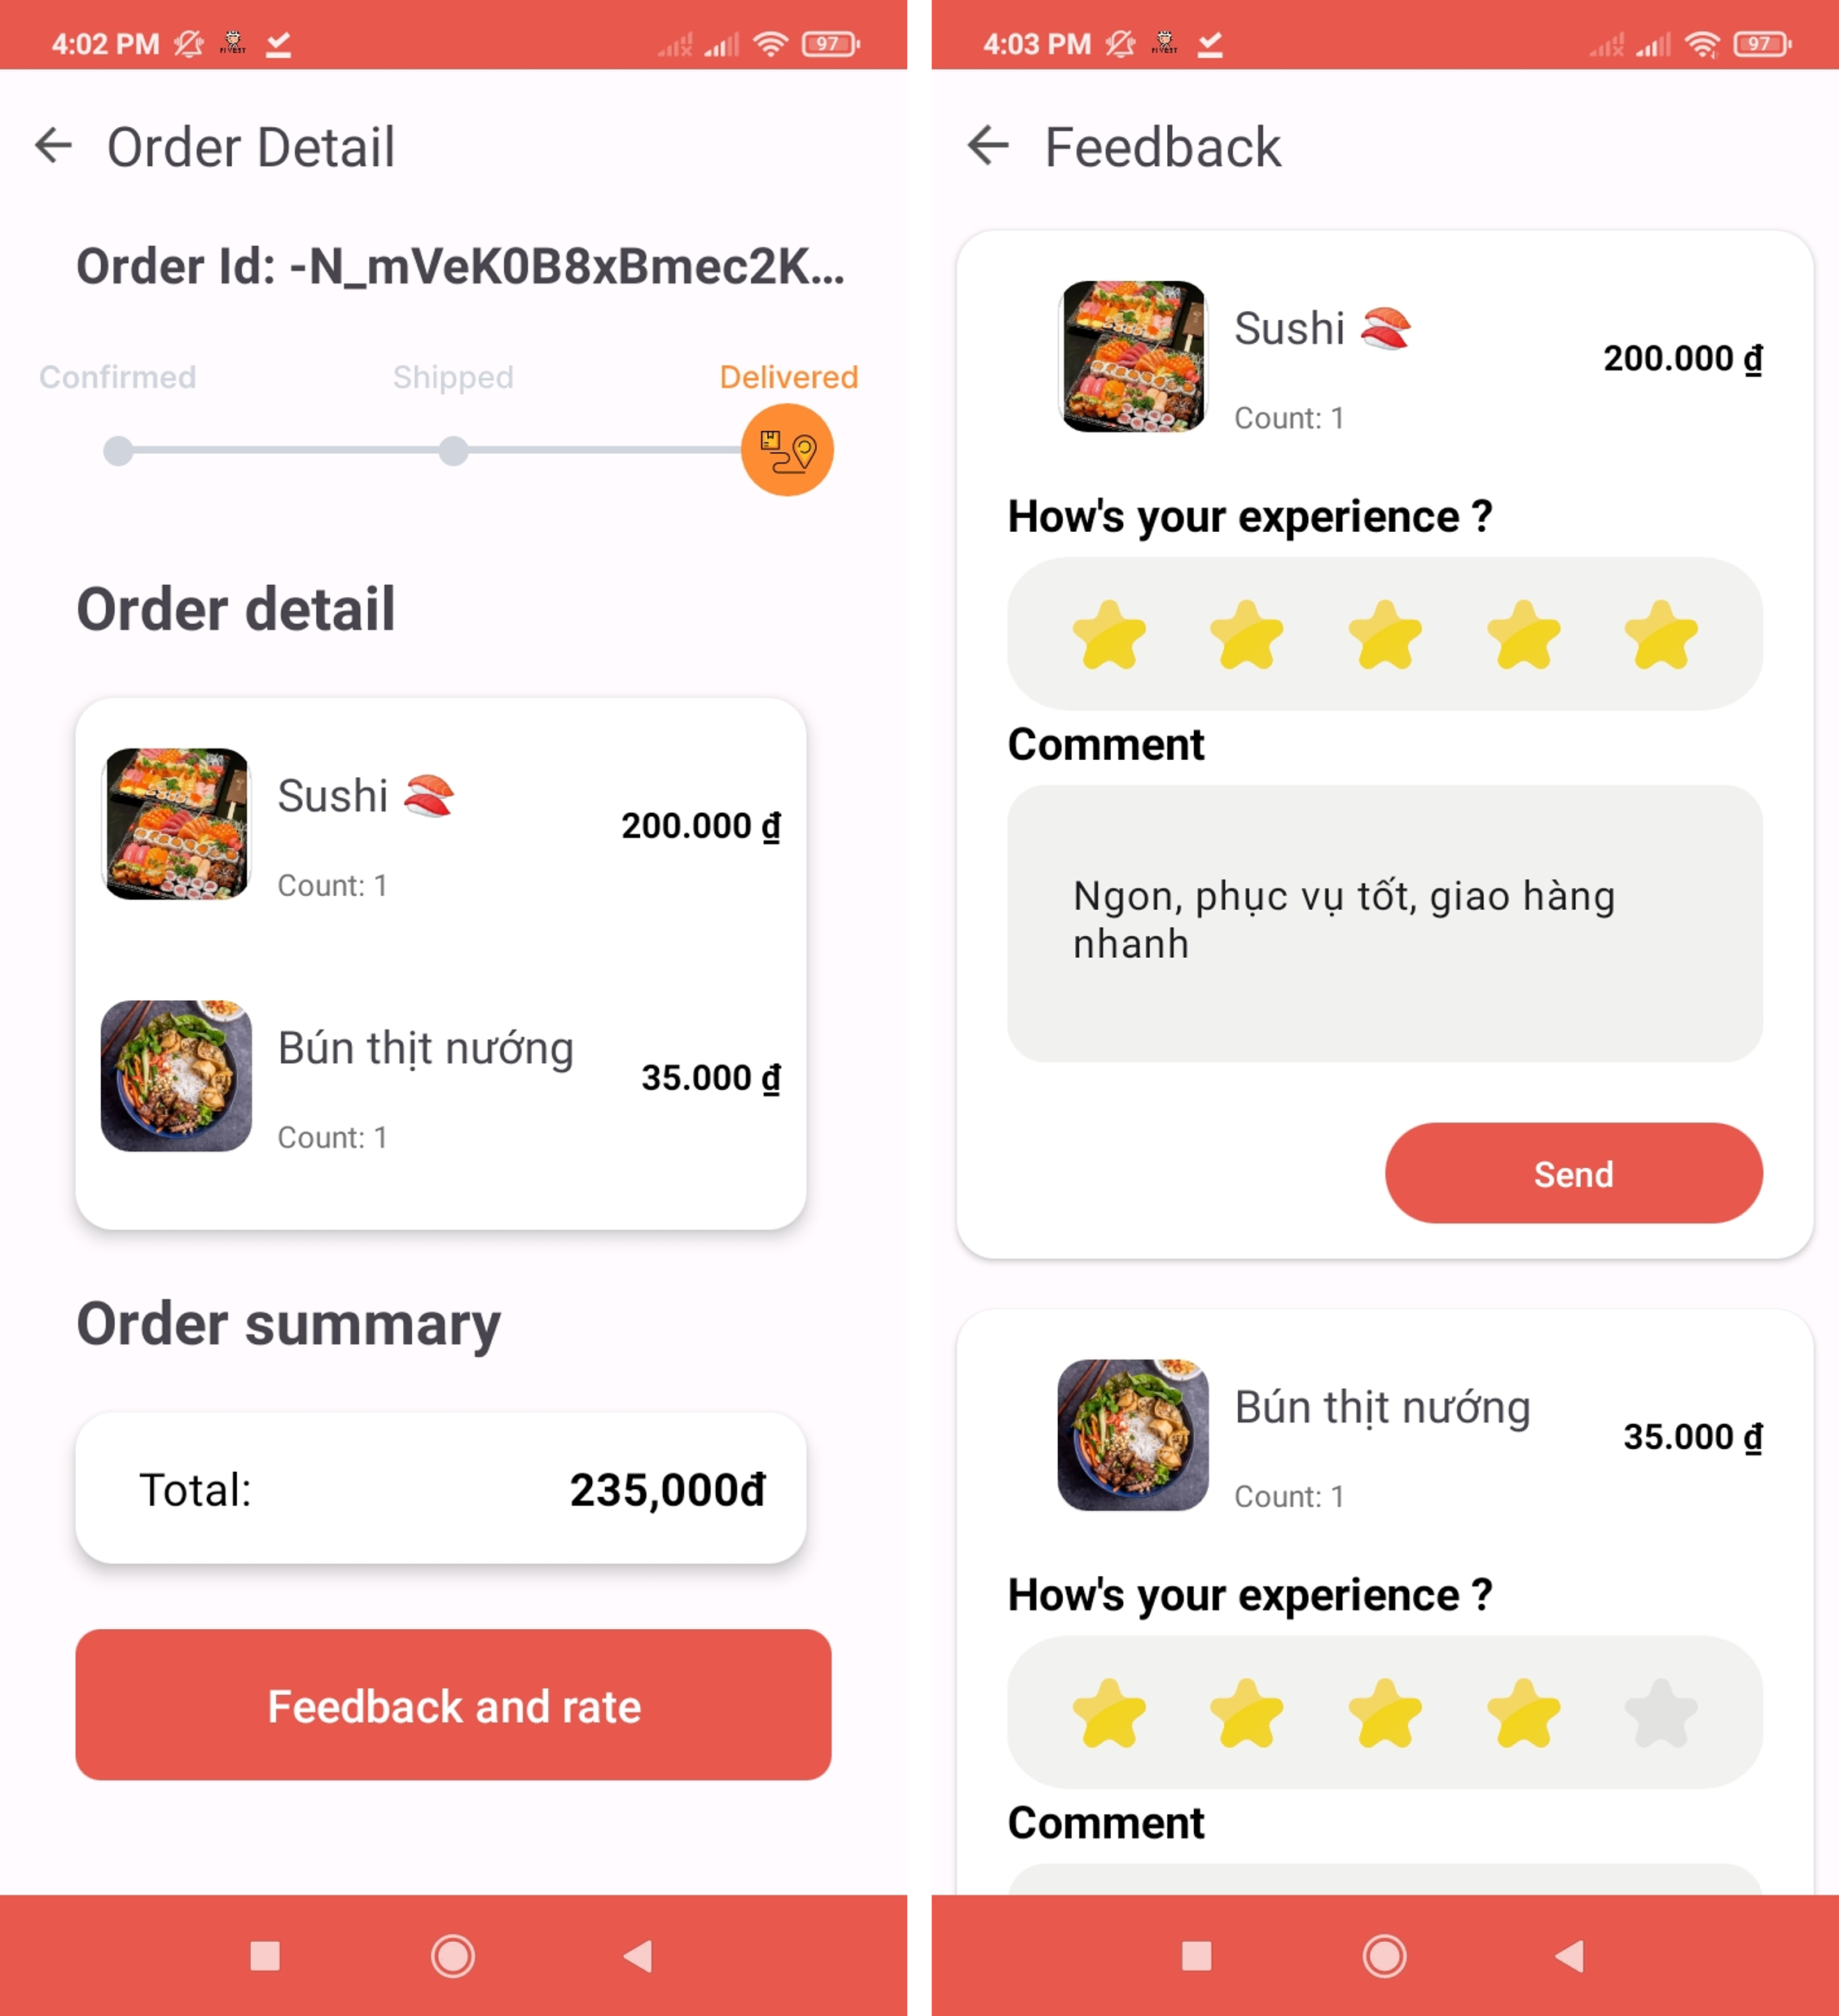 4:02 PM
97
Order Detail
Order Id: -N_mVeK0B8xBmec2K...
Confirmed
Shipped
Delivered
Order detail
Sushi 🍣
200.000 ₫
Count: 1
Bún thịt nướng
35.000 ₫
Count: 1
Order summary
Total:
235,000đ
Feedback and rate
4:03 PM
97
Feedback
Sushi 🍣
200.000 ₫
Count: 1
How's your experience ?
Comment
Ngon, phục vụ tốt, giao hàng
nhanh
Send
Bún thịt nướng
35.000 ₫
Count: 1
How's your experience ?
Comment